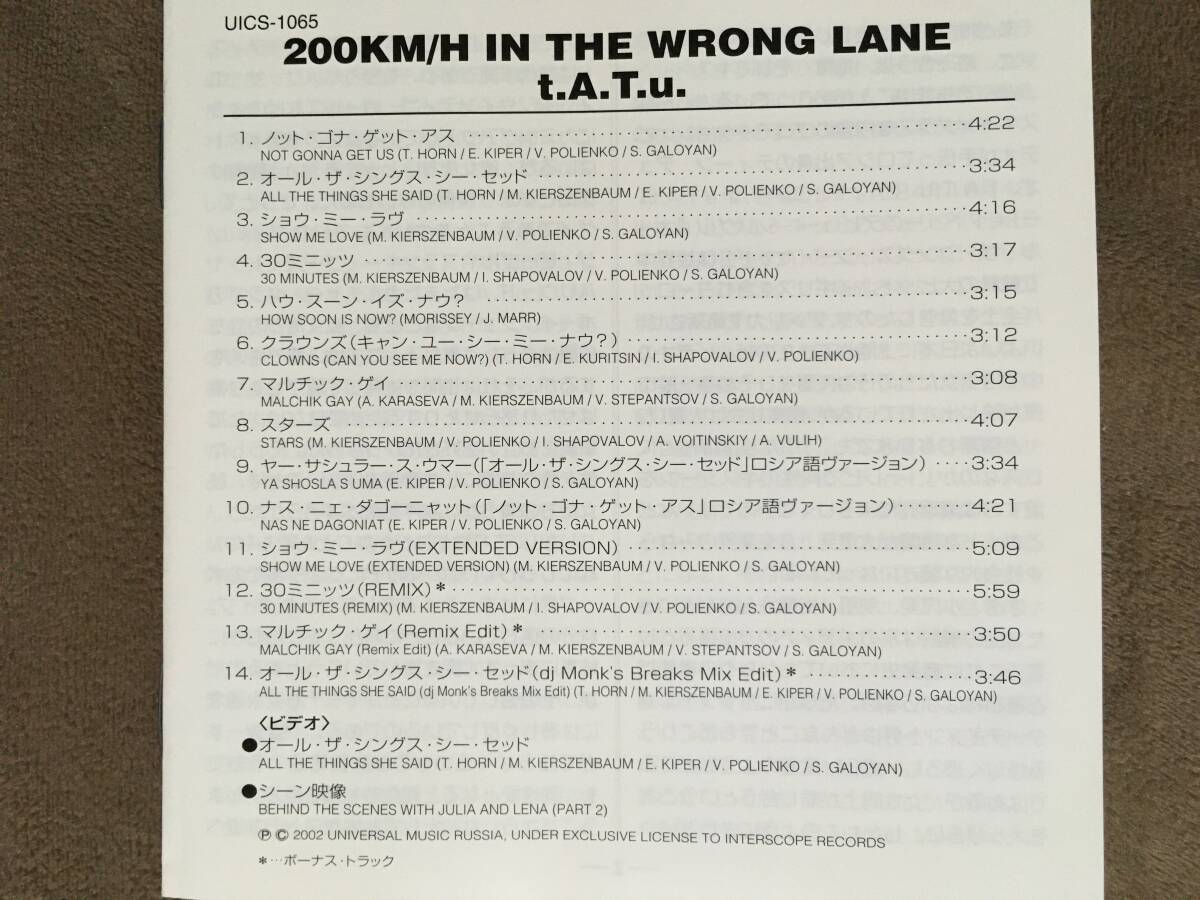 UICS-1065
200KM/H IN THE WRONG LANE
t.A.T.u.
1. ノット・ゴナ・ゲット・アス ・・・ 4:22
NOT GONNA GET US (T. HORN / E. KIPER / V. POLIENKO / S. GALOYAN)
2. オール・ザ・シングス・シー・セッド ・・・ 3:34
ALL THE THINGS SHE SAID (T. HORN / M. KIERSZENBAUM / E. KIPER / V. POLIENKO / S. GALOYAN)
3. ショウ・ミー・ラヴ ・・・ 4:16
SHOW ME LOVE (M. KIERSZENBAUM / V. POLIENKO / S. GALOYAN)
4. 30ミニッツ ・・・ 3:17
30 MINUTES (M. KIERSZENBAUM / I. SHAPOVALOV / V. POLIENKO / S. GALOYAN)
5. ハウ・スーン・イズ・ナウ？ ・・・ 3:15
HOW SOON IS NOW? (MORISSEY / J. MARR)
6. クラウンズ（キャン・ユー・シー・ミー・ナウ？） ・・・ 3:12
CLOWNS (CAN YOU SEE ME NOW?) (T. HORN / E. KURITSIN / I. SHAPOVALOV / V. POLIENKO)
7. マルチック・ゲイ ・・・ 3:08
MALCHIK GAY (A. KARASEVA / M. KIERSZENBAUM / V. STEPANTSOV / S. GALOYAN)
8. スターズ ・・・ 4:07
STARS (M. KIERSZENBAUM / V. POLIENKO / I. SHAPOVALOV / A. VOITINSKIY / A. VULIH)
9. ヤー・サシュラー・ス・ウマー（「オール・ザ・シングス・シー・セッド」ロシア語ヴァージョン） ・・・ 3:34
YA SHOSLA S UMA (E. KIPER / V. POLIENKO / S. GALOYAN)
10. ナス・ニェ・ダゴーニャット（「ノット・ゴナ・ゲット・アス」ロシア語ヴァージョン） ・・・ 4:21
NAS NE DAGONIAT (E. KIPER / V. POLIENKO / S. GALOYAN)
11. ショウ・ミー・ラヴ（EXTENDED VERSION） ・・・ 5:09
SHOW ME LOVE (EXTENDED VERSION) (M. KIERSZENBAUM / V. POLIENKO / S. GALOYAN)
12. 30ミニッツ（REMIX）* ・・・ 5:59
30 MINUTES (REMIX) (M. KIERSZENBAUM / I. SHAPOVALOV / V. POLIENKO / S. GALOYAN)
13. マルチック・ゲイ（Remix Edit）* ・・・ 3:50
MALCHIK GAY (Remix Edit) (A. KARASEVA / M. KIERSZENBAUM / V. STEPANTSOV / S. GALOYAN)
14. オール・ザ・シングス・シー・セッド（dj Monk's Breaks Mix Edit）* ・・・ 3:46
ALL THE THINGS SHE SAID (dj Monk's Breaks Mix Edit) (T. HORN / M. KIERSZENBAUM / E. KIPER / V. POLIENKO / S. GALOYAN)
〈ビデオ〉
●オール・ザ・シングス・シー・セッド
ALL THE THINGS SHE SAID (T. HORN / M. KIERSZENBAUM / E. KIPER / V. POLIENKO / S. GALOYAN)
●シーン映像
BEHIND THE SCENES WITH JULIA AND LENA (PART 2)
Ⓟ © 2002 UNIVERSAL MUSIC RUSSIA, UNDER EXCLUSIVE LICENSE TO INTERSCOPE RECORDS
*…ボーナス・トラック